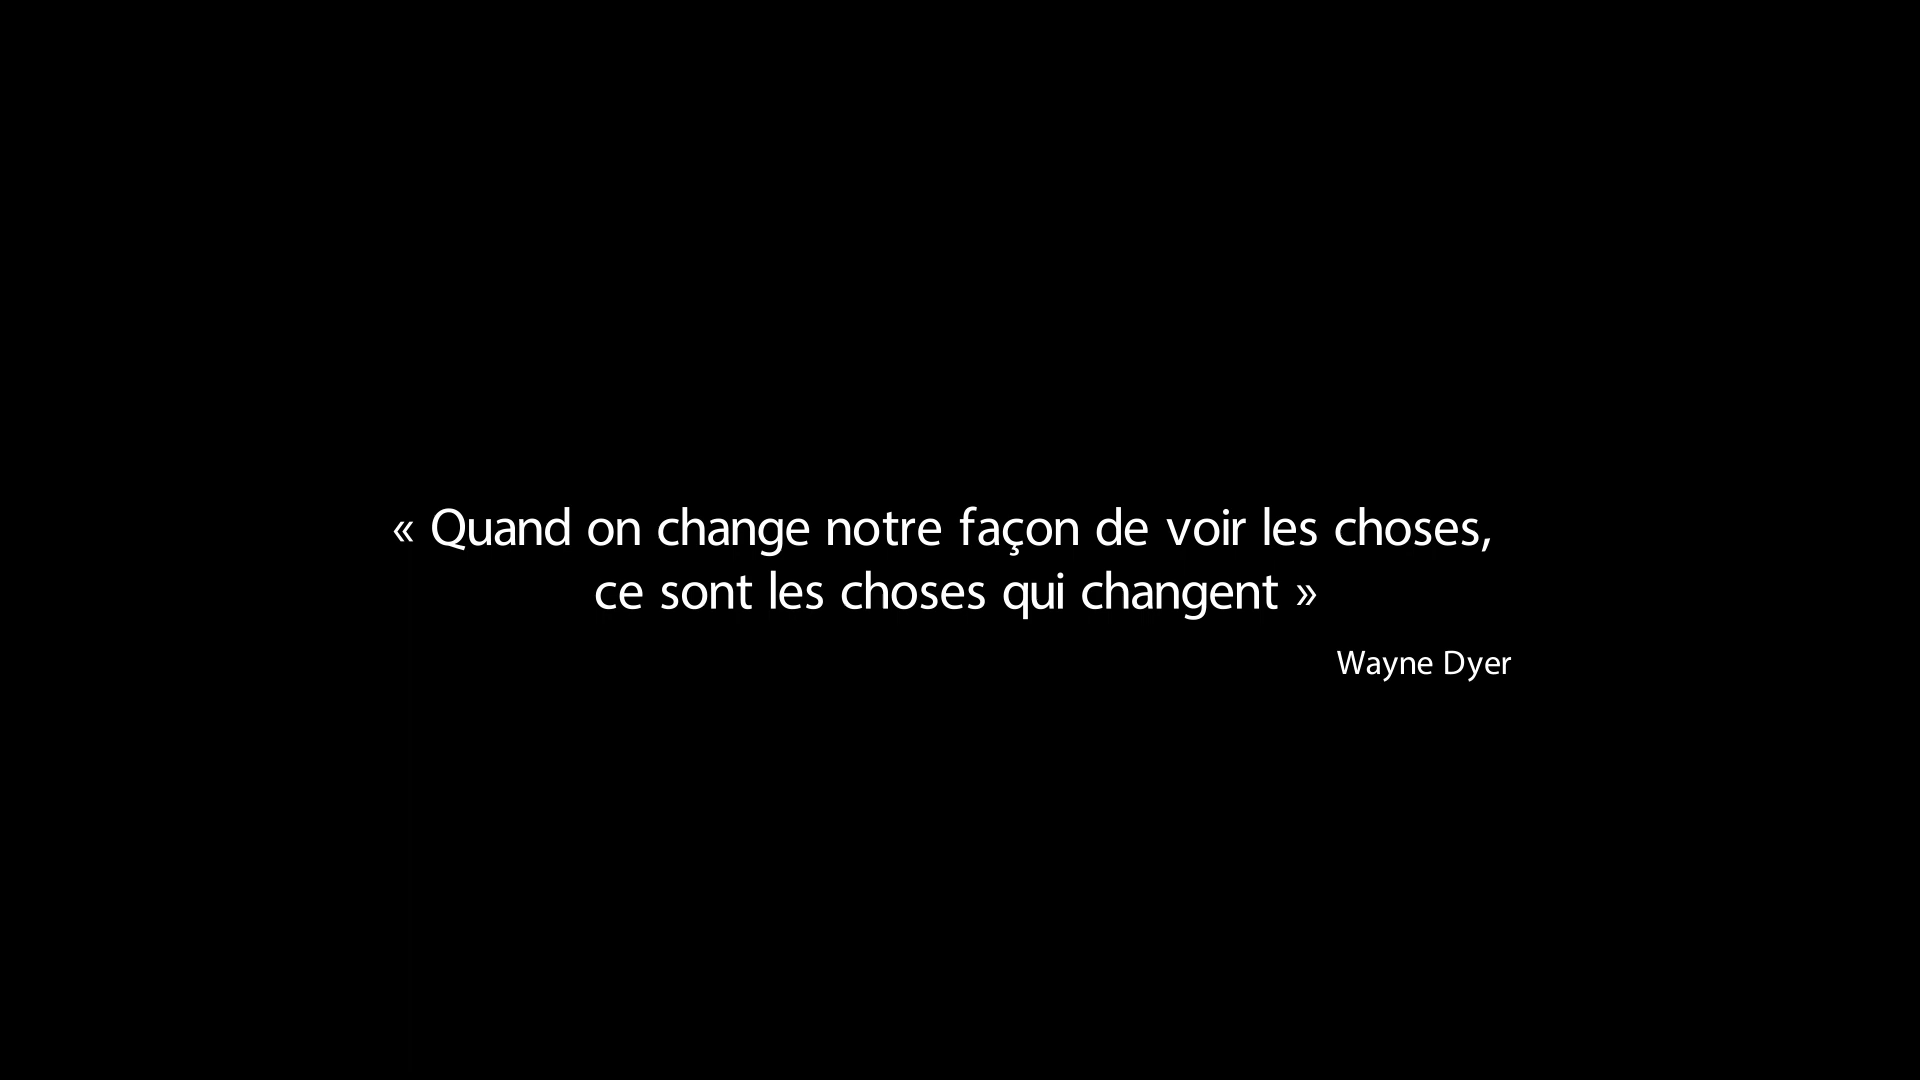 « Quand on change notre façon de voir les choses,
ce sont les choses qui changent »
Wayne Dyer